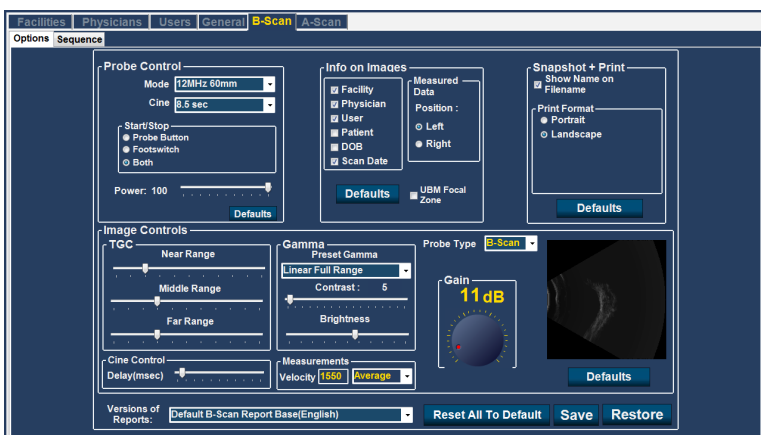 Facilities Physicians Users General B-Scan A-Scan
Options Sequence
Probe Control
Mode 12MHz 60mm
Cine 8.5 sec
Start/Stop
Probe Button
Footswitch
Both
Power: 100
Defaults
Info on Images
Facility
Physician
User
Patient
DOB
Scan Date
Measured
Data
Position :
Left
Right
Defaults
UBM Focal
Zone
Snapshot + Print
Show Name on
Filename
Print Format
Portrait
Landscape
Defaults
Image Controls
TGC
Near Range
Middle Range
Far Range
Cine Control
Delay(msec)
Gamma
Preset Gamma
Linear Full Range
Contrast : 5
Brightness
Measurements
Velocity 1550 Average
Probe Type B-Scan
Gain
11 dB
Defaults
Versions of
Reports:
Default B-Scan Report Base(English)
Reset All To Default Save Restore